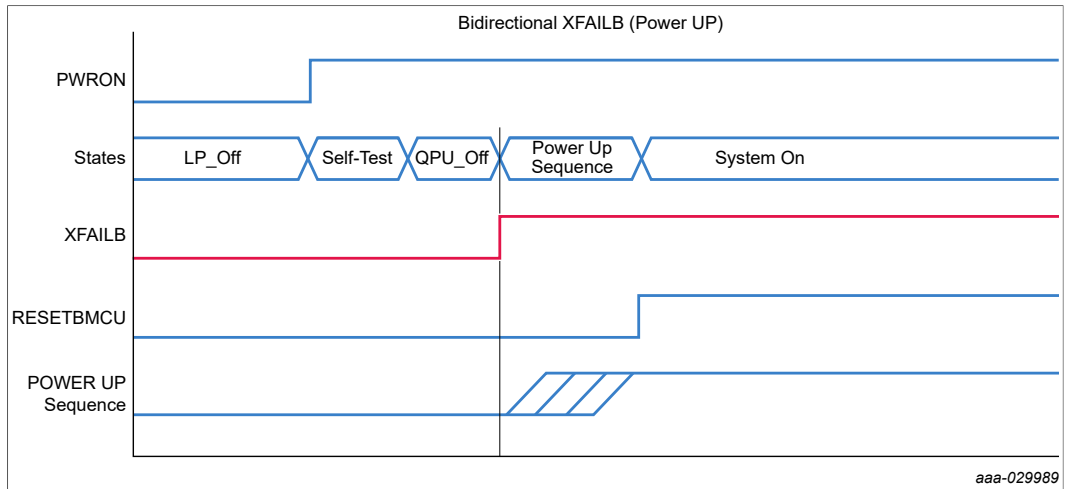 Bidirectional XFAILB (Power UP)
PWRON
States
LP_Off
Self-Test
QPU_Off
Power Up
Sequence
System On
XFAILB
RESETBMCU
POWER UP
Sequence
aaa-029989